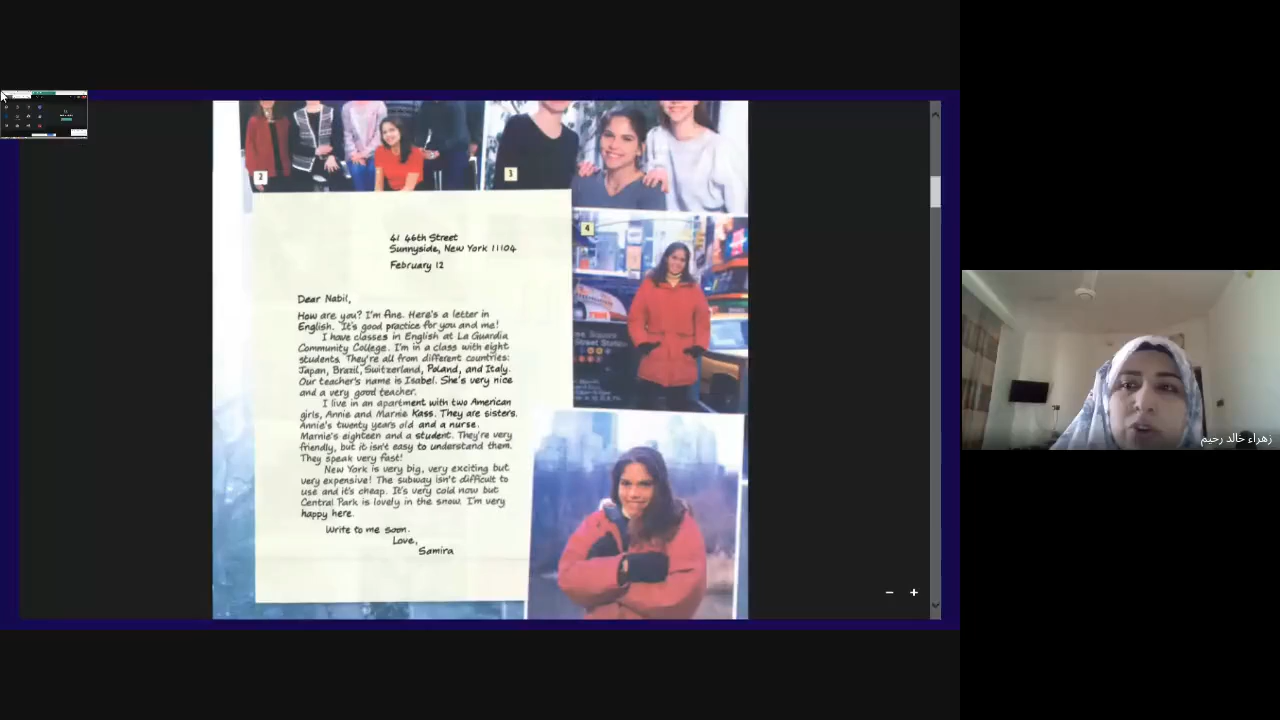 2
3
4
41 46th Street
Sunnyside, New York 11104
February 12
Dear Nabil,
How are you? I'm fine. Here's a letter in
English. It's good practice for you and me!
I have classes in English at La Guardia
Community College. I'm in a class with eight
students. They're all from different countries:
Japan, Brazil, Switzerland, Poland, and Italy.
Our teacher's name is Isabel. She's very nice
and a very good teacher.
I live in an apartment with two American
girls, Annie and Marnie Kass. They are sisters.
Annie's twenty years old and a nurse.
Marnie's eighteen and a student. They're very
friendly, but it isn't easy to understand them.
They speak very fast!
New York is very big, very exciting but
very expensive! The subway isn't difficult to
use and it's cheap. It's very cold now but
Central Park is lovely in the snow. I'm very
happy here.
Write to me soon.
Love,
Samira
Street Station
زهراء خالد رحيم